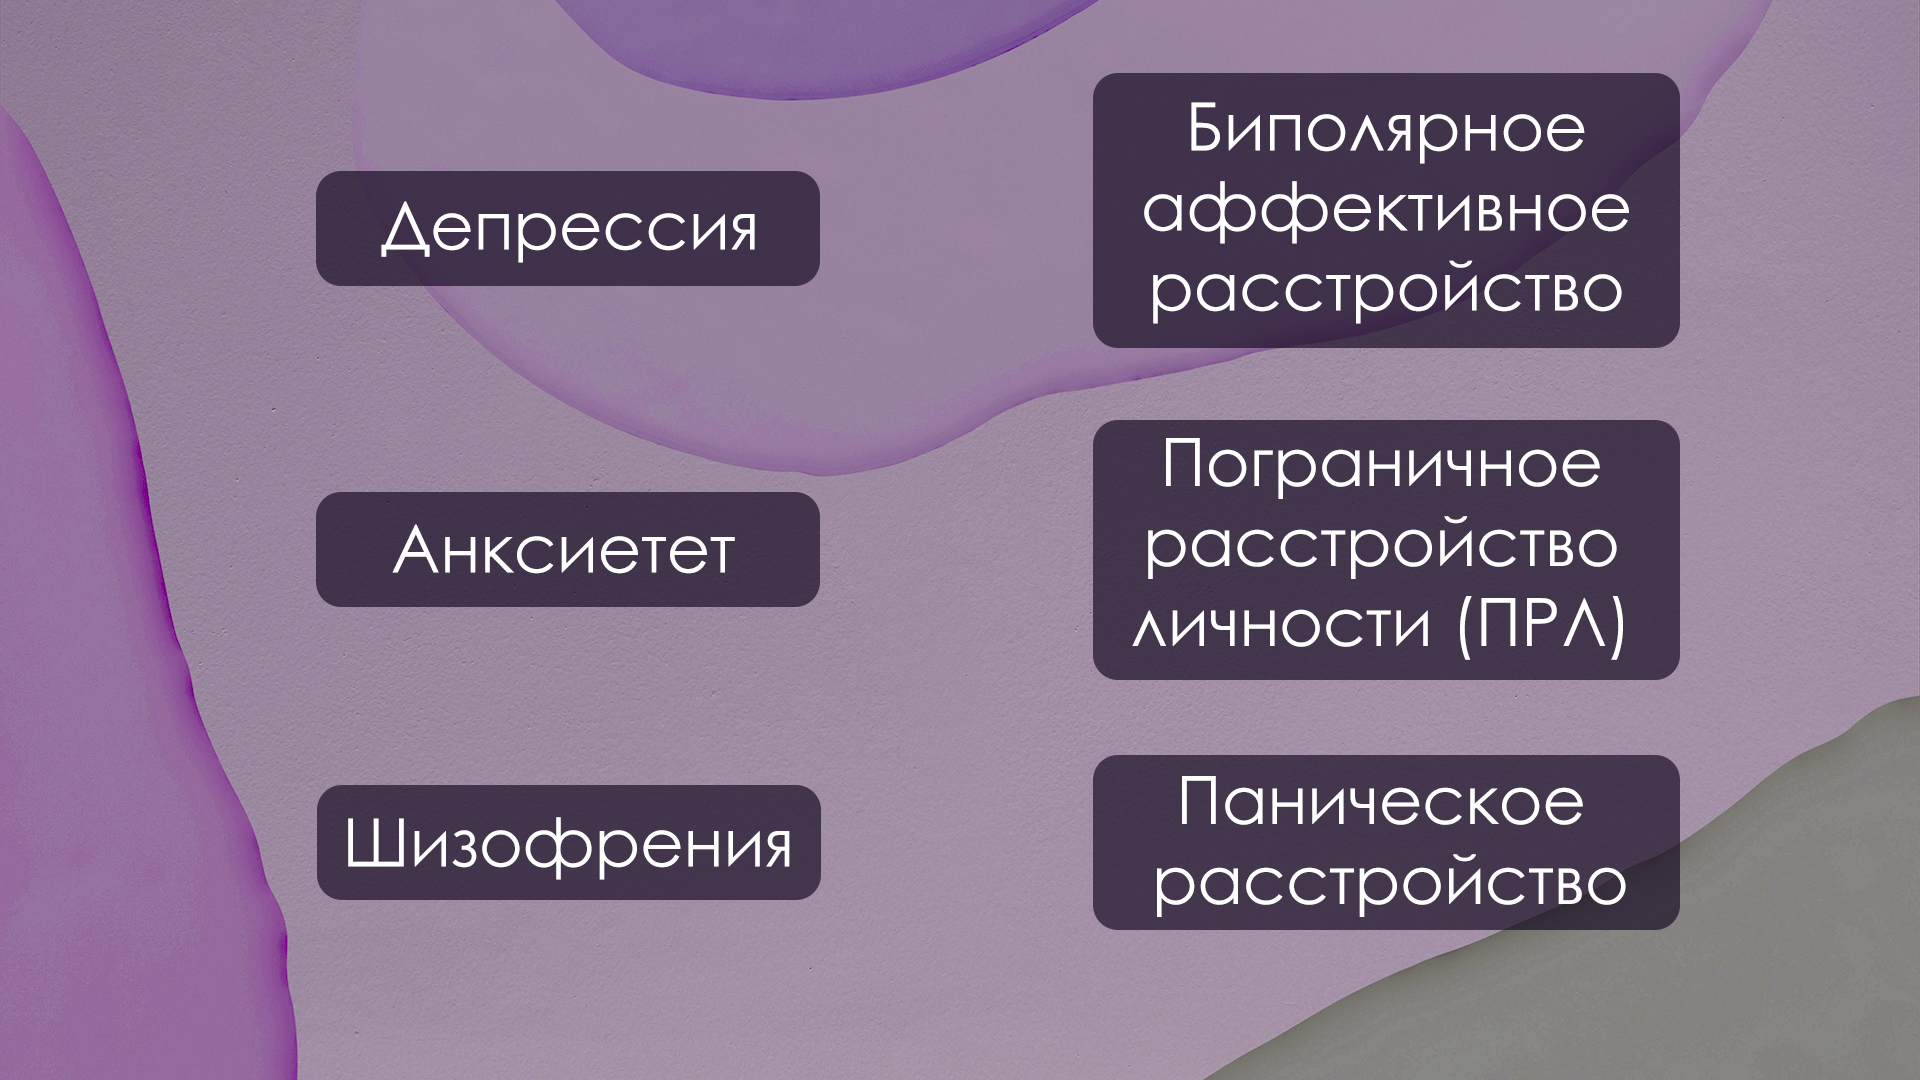 Депрессия
Анксиетет
Шизофрения
Биполярное
аффективное
расстройство
Пограничное
расстройство
личности (ПРЛ)
Паническое
расстройство